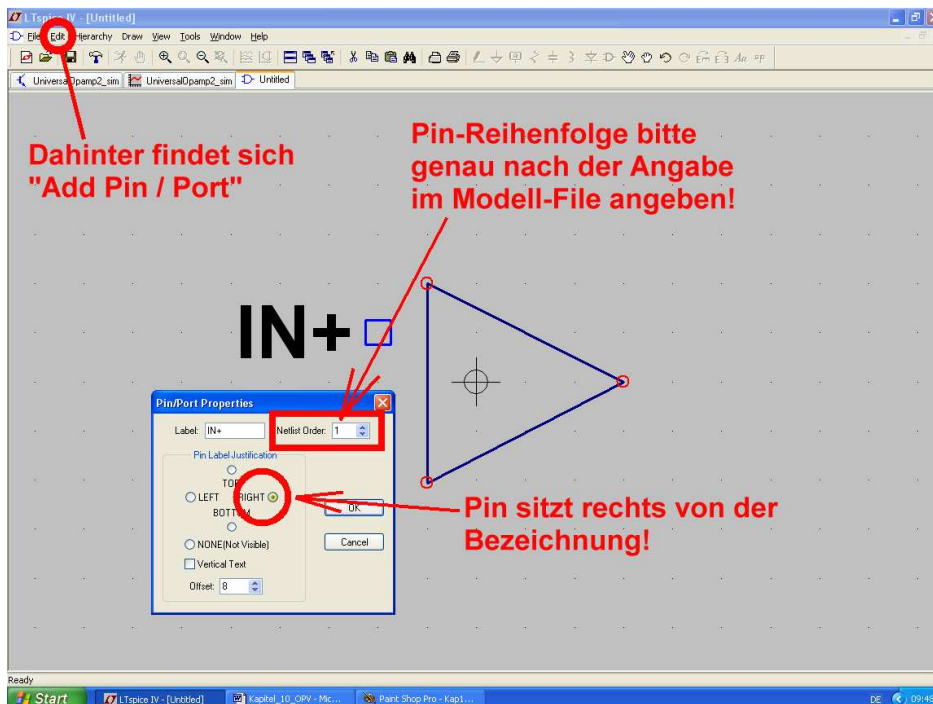 LTspice IV - [Untitled]
File Edit Hierarchy Draw View Tools Window Help
UniversalOpamp2_sim UniversalOpamp2_sim Untitled
Dahinter findet sich
"Add Pin / Port"
Pin-Reihenfolge bitte
genau nach der Angabe
im Modell-File angeben!
IN+
Pin/Port Properties
Label: IN+ Netlist Order: 1
Pin Label Justification
TOP
LEFT RIGHT
BOTTOM
NONE(Not Visible)
Vertical Text
Offset: 8
OK
Cancel
Pin sitzt rechts von der
Bezeichnung!
Ready
Start LTspice IV - [Untitled] Kapitel_10_OPV - Mic... Paint Shop Pro - Kap1... DE 09:48